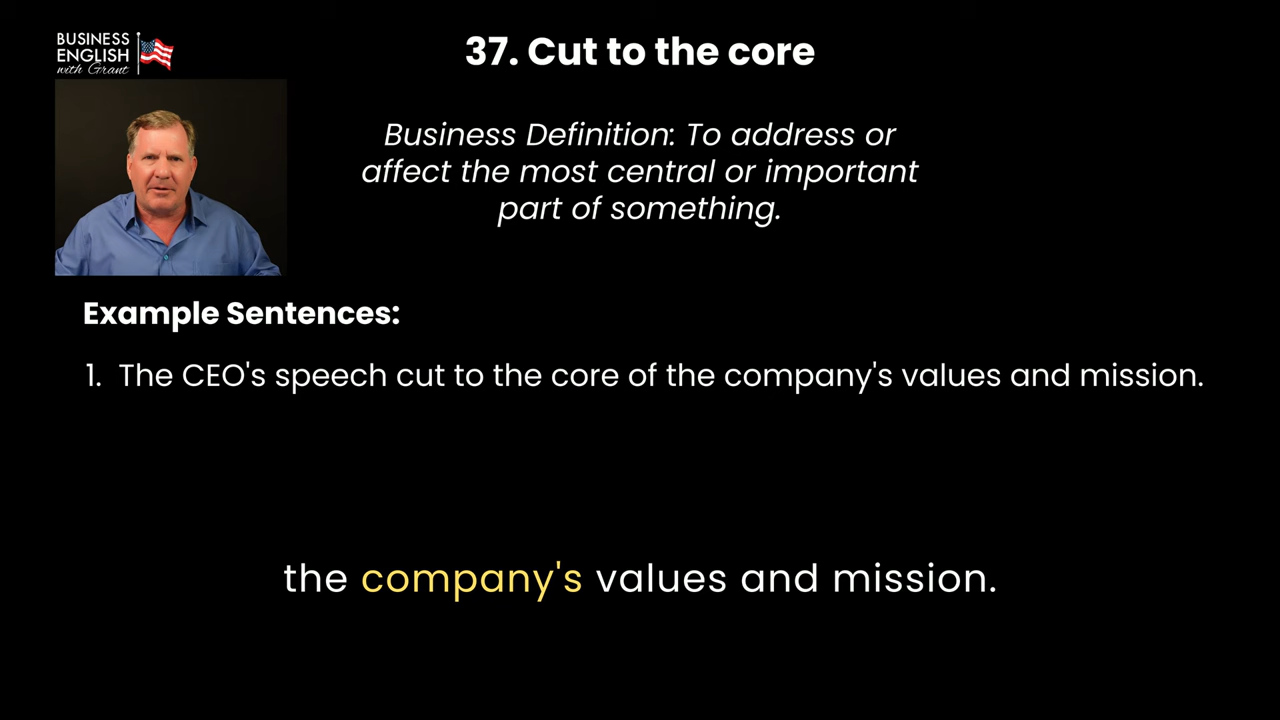 BUSINESS
ENGLISH
with Grant
37. Cut to the core
Business Definition: To address or
affect the most central or important
part of something.
Example Sentences:
1. The CEO's speech cut to the core of the company's values and mission.
the company's values and mission.